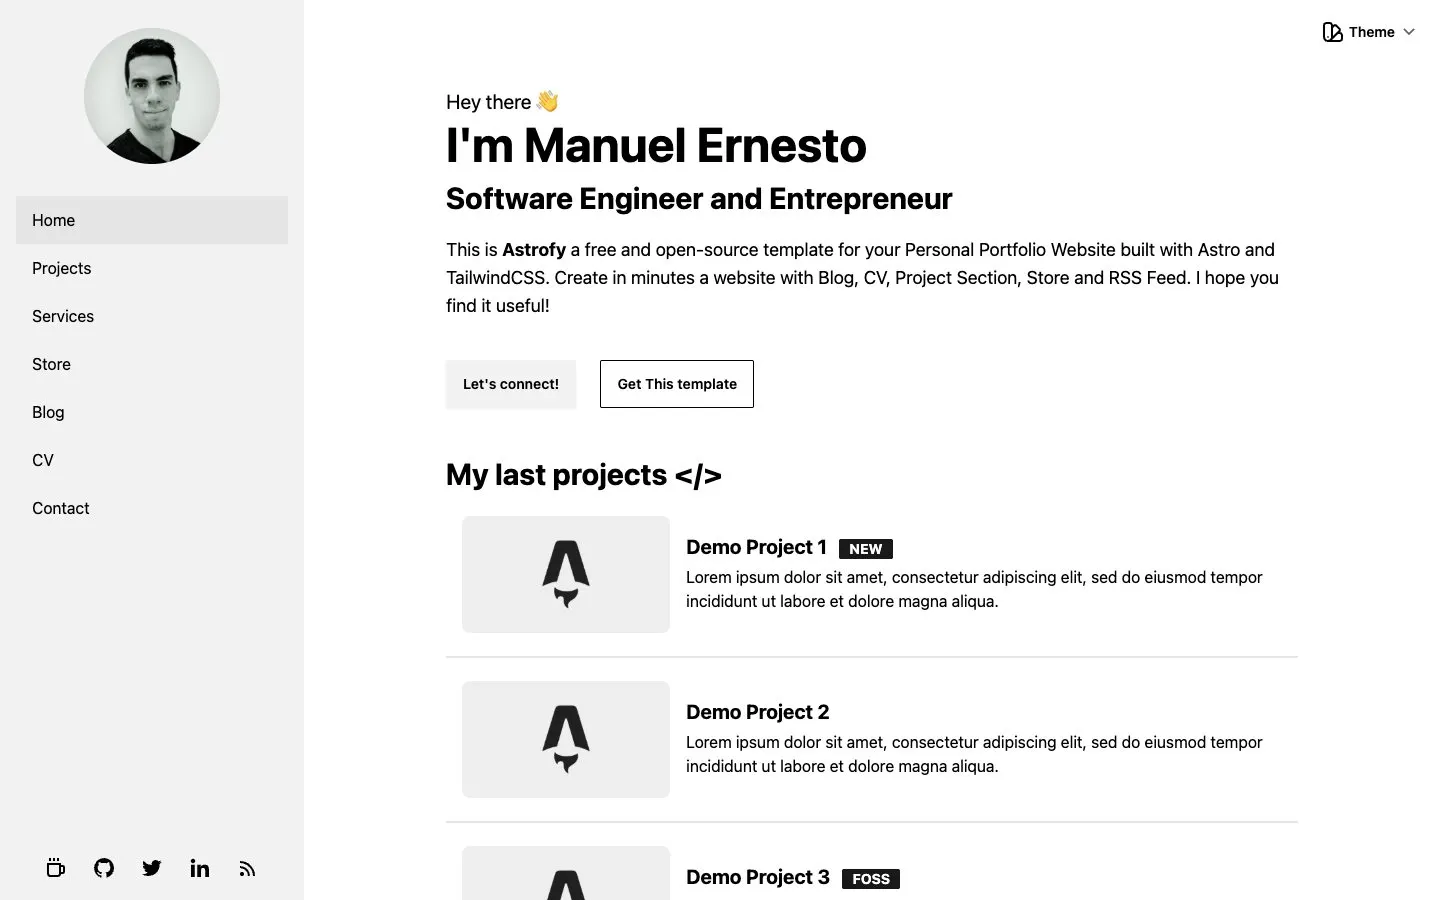 Home
Projects
Services
Store
Blog
CV
Contact
Theme
Hey there 👋
I'm Manuel Ernesto
Software Engineer and Entrepreneur
This is Astrofy a free and open-source template for your Personal Portfolio Website built with Astro and
TailwindCSS. Create in minutes a website with Blog, CV, Project Section, Store and RSS Feed. I hope you
find it useful!
Let's connect!
Get This template
My last projects </>
Demo Project 1 NEW
Lorem ipsum dolor sit amet, consectetur adipiscing elit, sed do eiusmod tempor
incididunt ut labore et dolore magna aliqua.
Demo Project 2
Lorem ipsum dolor sit amet, consectetur adipiscing elit, sed do eiusmod tempor
incididunt ut labore et dolore magna aliqua.
Demo Project 3 FOSS